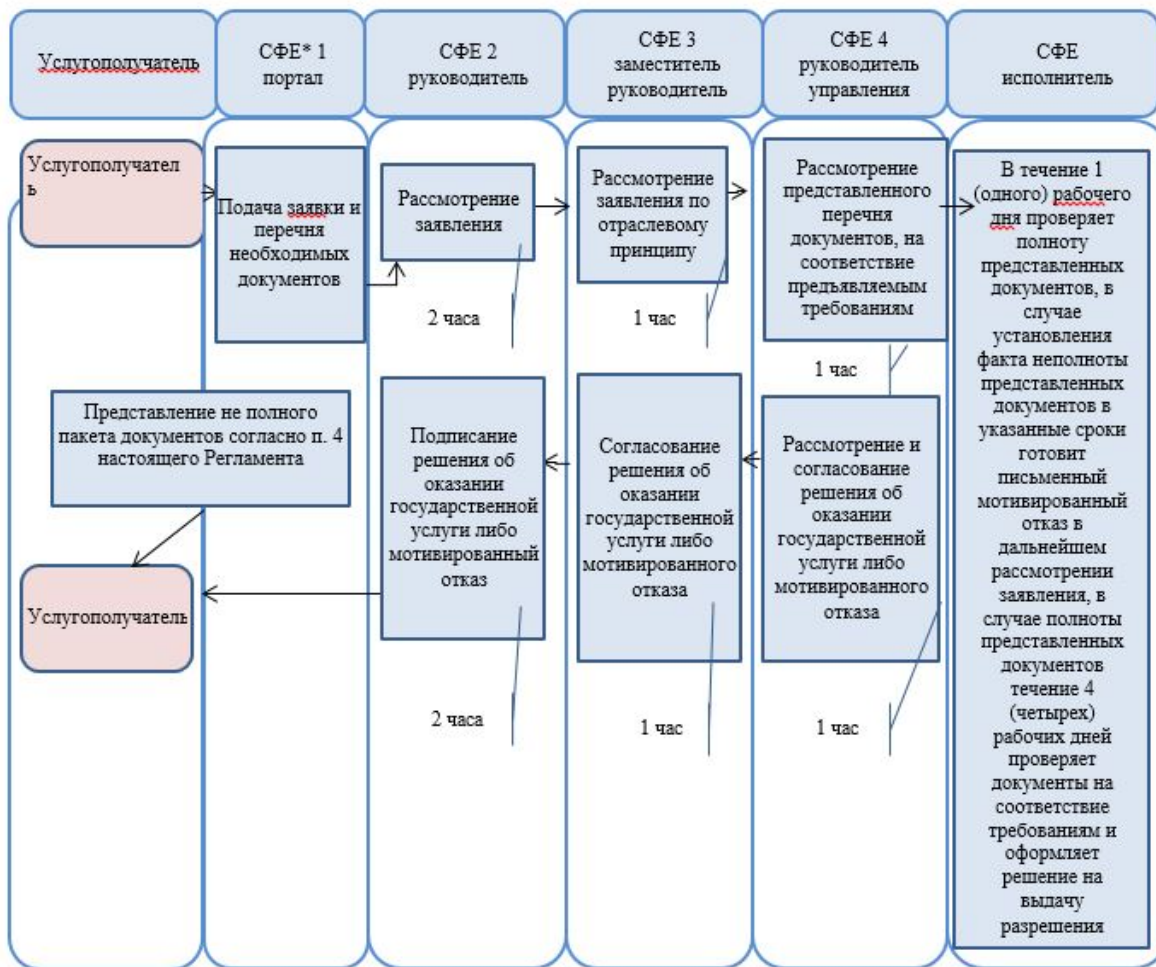 Услугополучатель
СФЕ* 1
портал
СФЕ 2
руководитель
СФЕ 3
заместитель
руководитель
СФЕ 4
руководитель
управления
СФЕ
исполнитель
Услугополучател
ь
Подача заявки и
перечня
необходимых
документов
Рассмотрение
заявления
2 часа
Рассмотрение
заявления по
отраслевому
принципу
1 час
Рассмотрение
представленного
перечня
документов, на
соответствие
предъявляемым
требованиям
1 час
В течение 1
(одного) рабочего
дня проверяет
полноту
представленных
документов, в
случае
установления
факта неполноты
представленных
документов в
указанные сроки
готовит
письменный
мотивированный
отказ в
дальнейшем
рассмотрении
заявления, в
случае полноты
представленных
документов
течение 4
(четырех)
рабочих дней
проверяет
документы на
соответствие
требованиям и
оформляет
решение на
выдачу
разрешения
Представление не полного
пакета документов согласно п. 4
настоящего Регламента
Подписание
решения об
оказании
государственной
услуги либо
мотивированный
отказ
2 часа
Согласование
решения об
оказании
государственной
услуги либо
мотивированного
отказа
1 час
Рассмотрение и
согласование
решения об
оказании
государственной
услуги либо
мотивированного
отказа
1 час
Услугополучатель